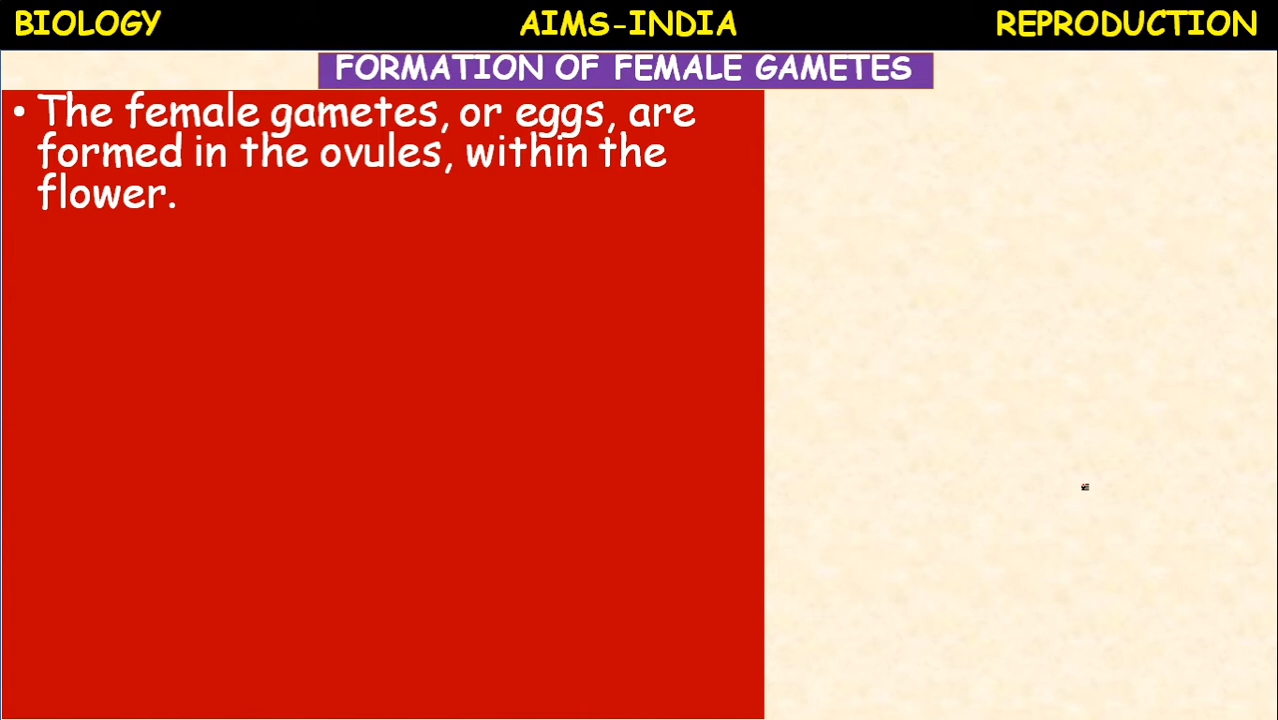 BIOLOGY AIMS-INDIA REPRODUCTION
FORMATION OF FEMALE GAMETES
• The female gametes, or eggs, are
formed in the ovules, within the
flower.